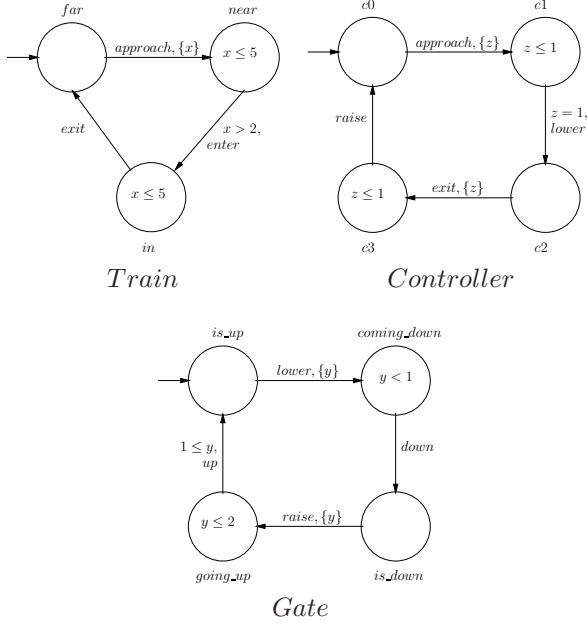 far
near
approach, {x}
x ≤ 5
exit
x > 2,
enter
x ≤ 5
in
Train
c0
c1
approach, {z}
z ≤ 1
raise
z = 1,
lower
exit, {z}
z ≤ 1
c3
c2
Controller
is_up
coming_down
lower, {y}
y < 1
1 ≤ y,
up
down
raise, {y}
y ≤ 2
going_up
is_down
Gate